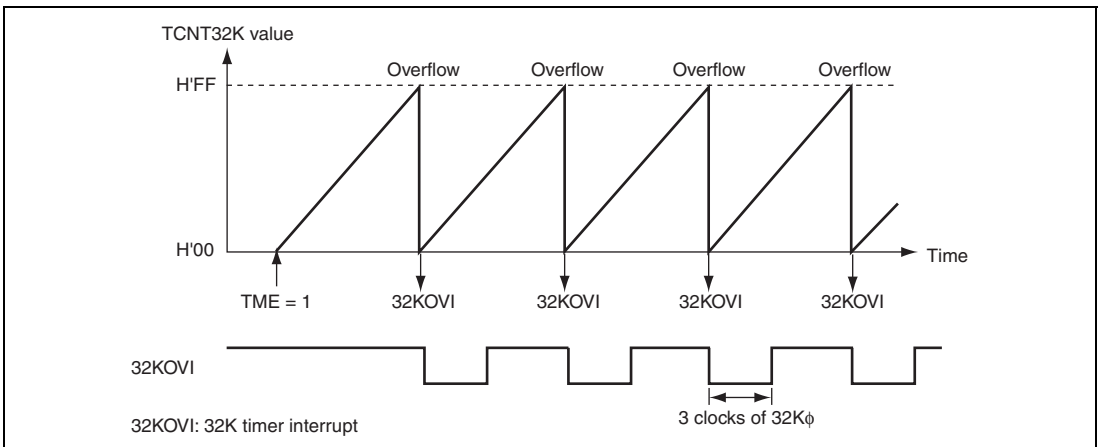 TCNT32K value
Overflow Overflow Overflow Overflow
H'FF
H'00
Time
TME = 1 32KOVI 32KOVI 32KOVI 32KOVI
32KOVI
3 clocks of 32Kϕ
32KOVI: 32K timer interrupt